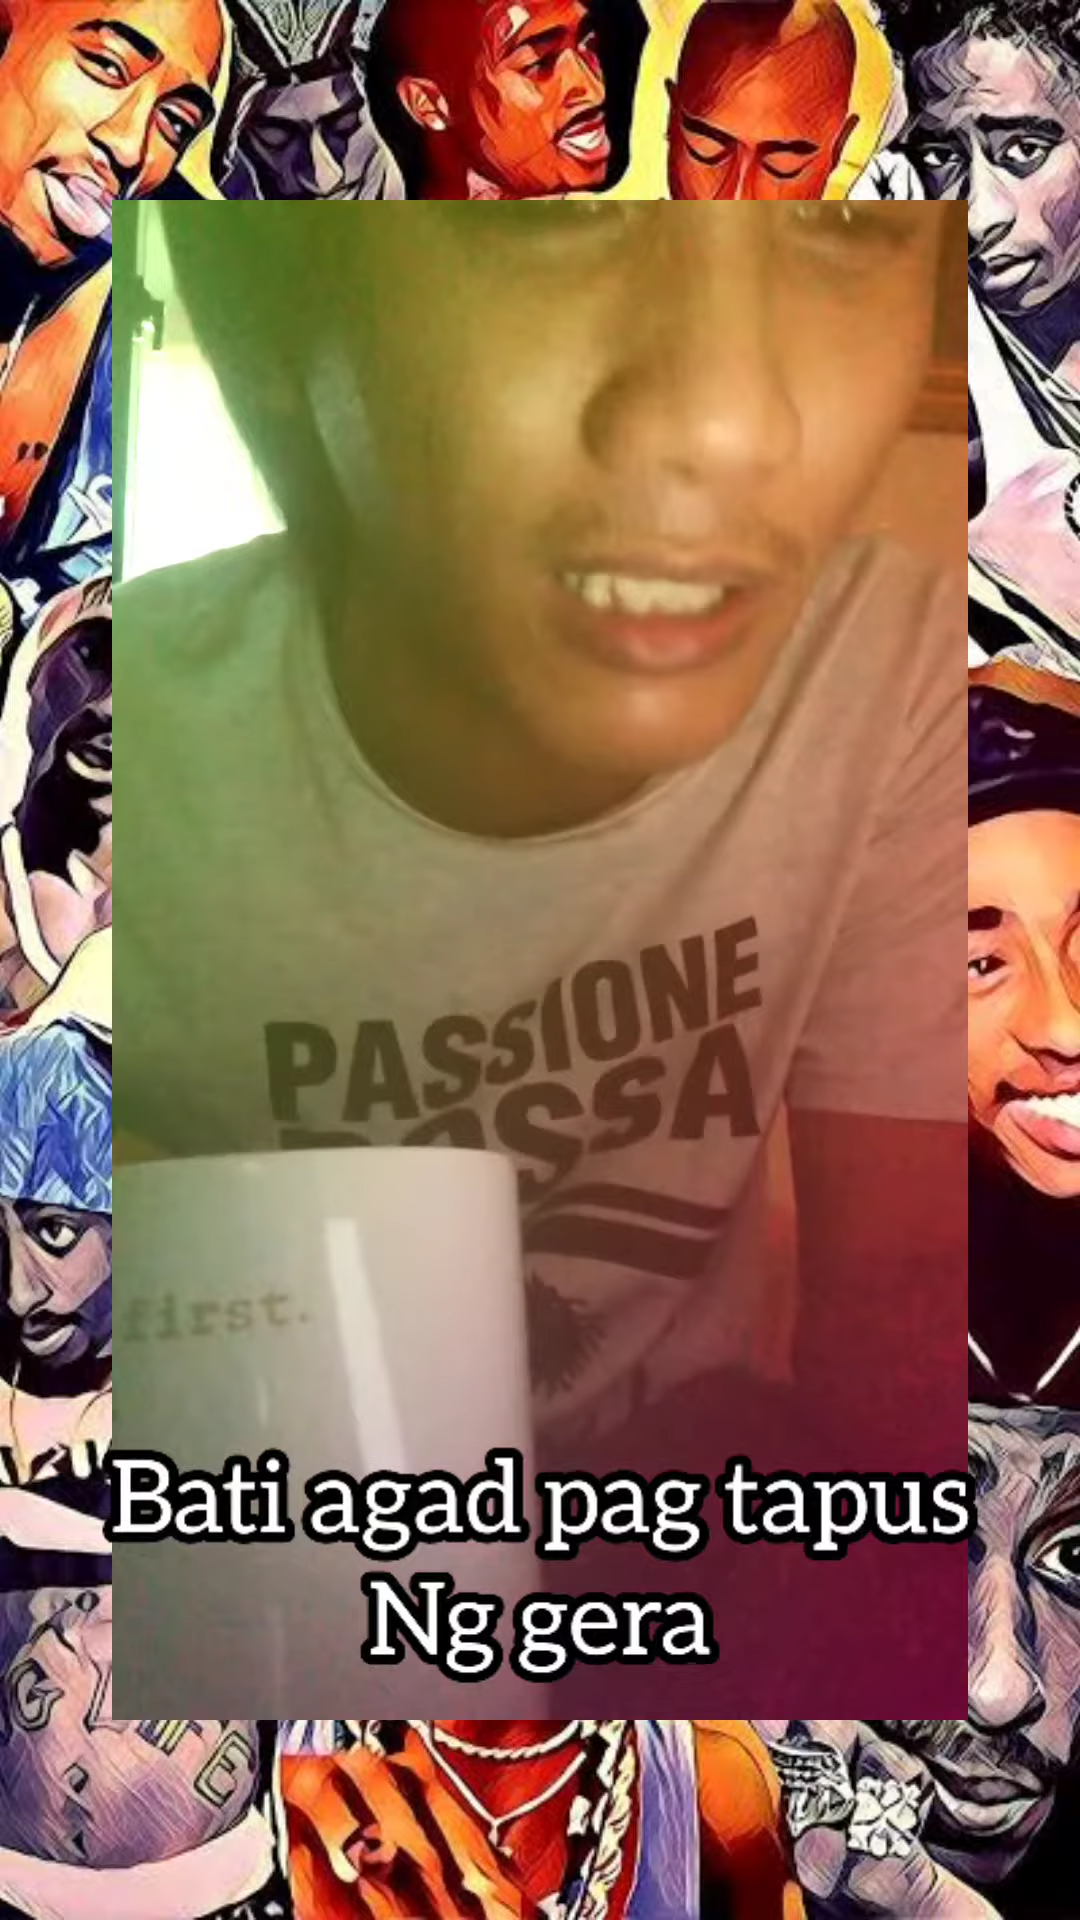 PASSIONE
ROSSA
first.
Bati agad pag tapus
Ng gera